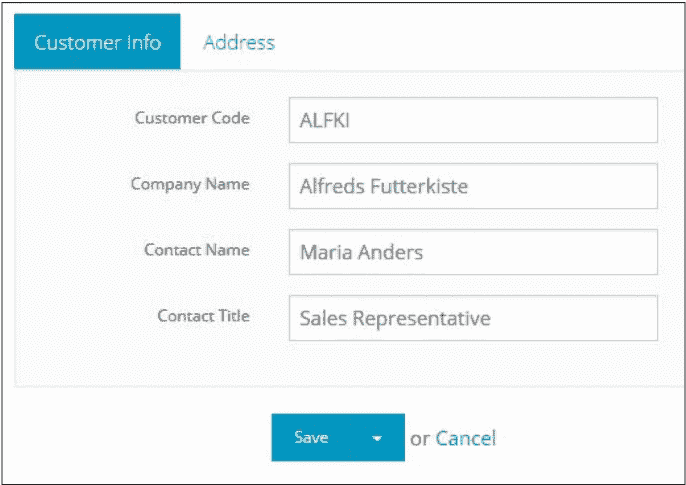 Customer Info Address
Customer Code ALFKI
Company Name Alfreds Futterkiste
Contact Name Maria Anders
Contact Title Sales Representative
Save or Cancel